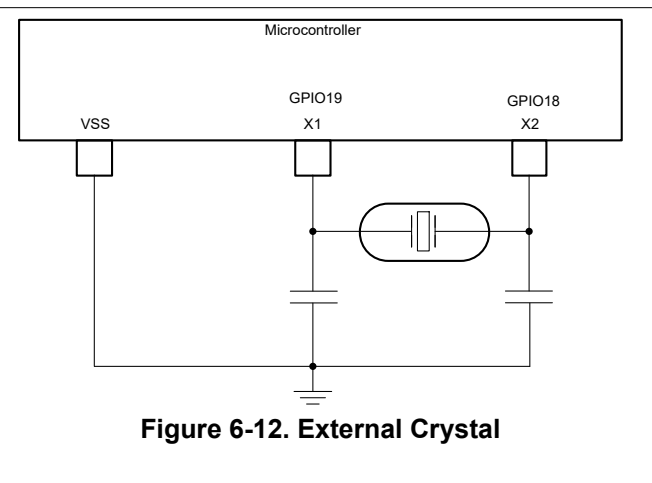 Microcontroller
GPIO19
GPIO18
VSS
X1
X2
Figure 6-12. External Crystal